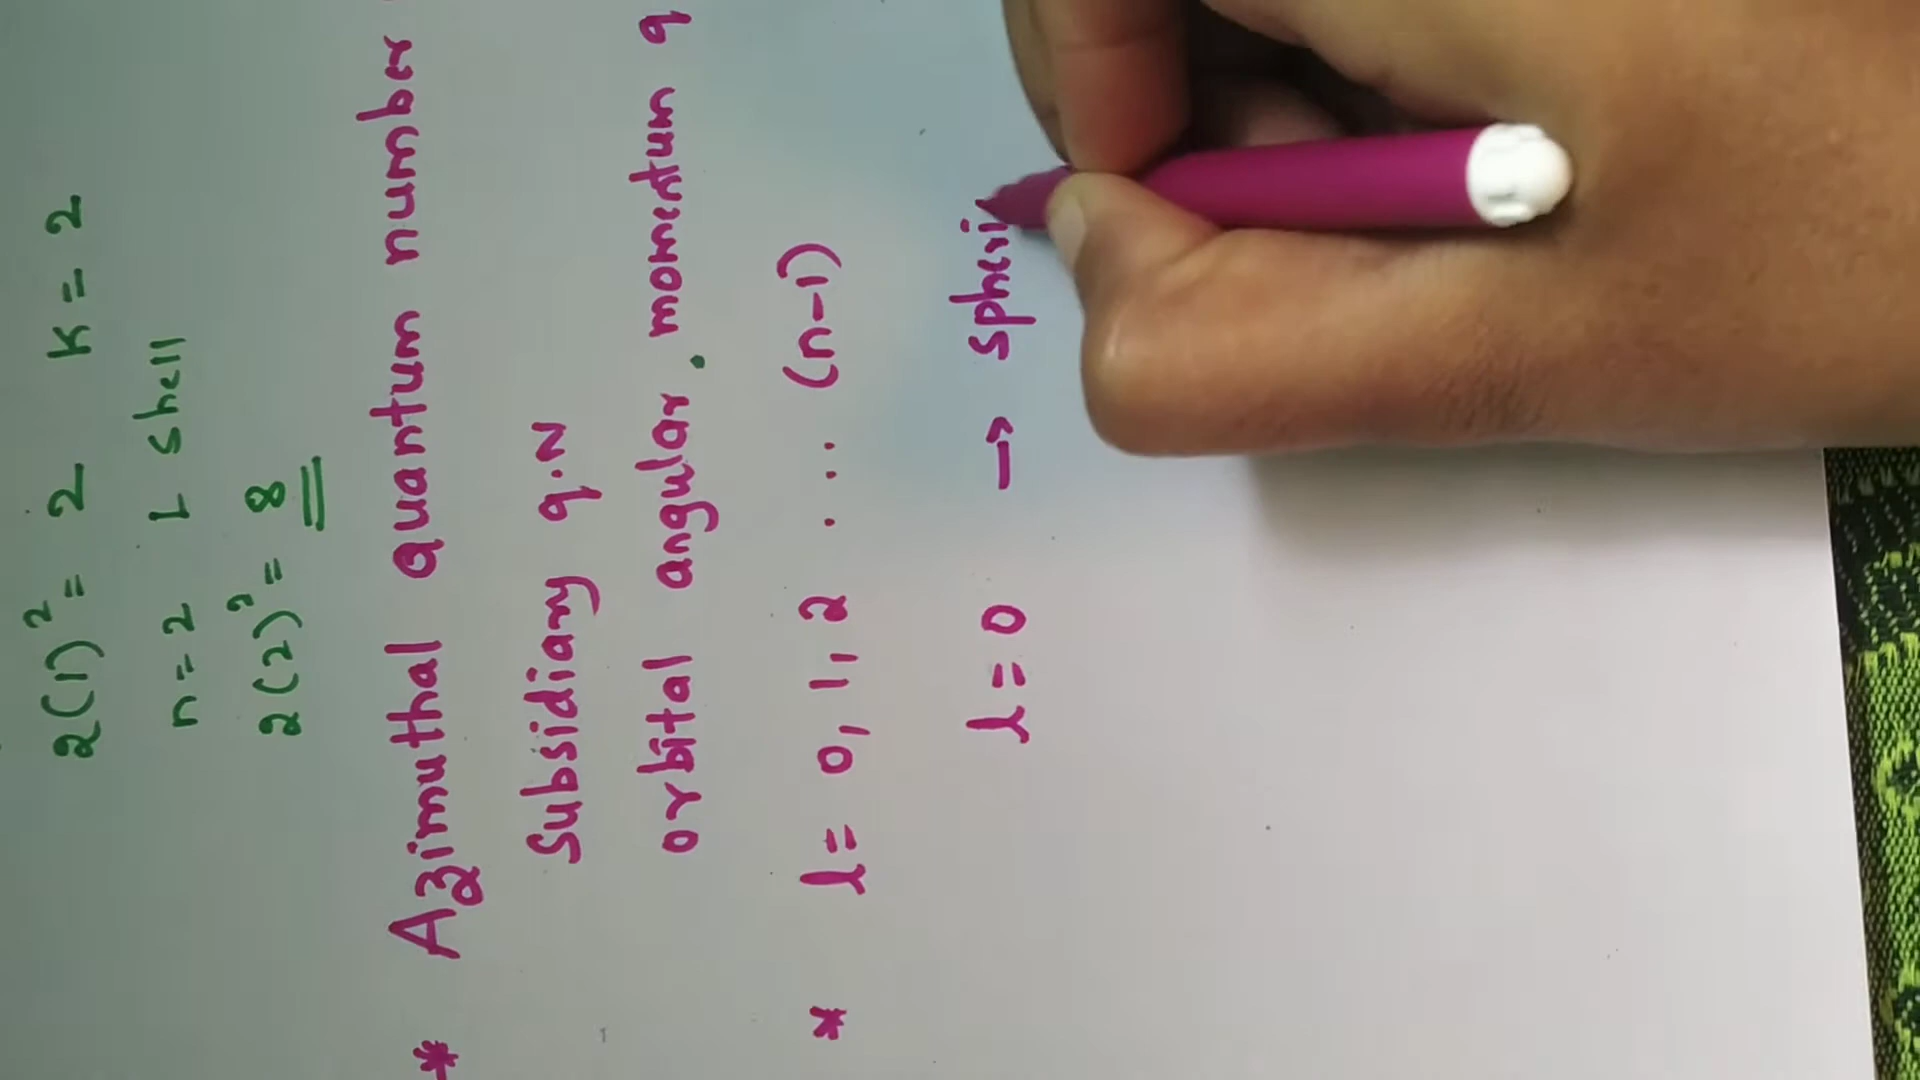 2(1)² = 2 K = 2
n = 2 L shell
2(2)² = 8
* Azimuthal quantum number
Subsidiary q.N
orbital angular momentum q
* l = 0, 1, 2 .... (n-1)
l = 0 → spheri